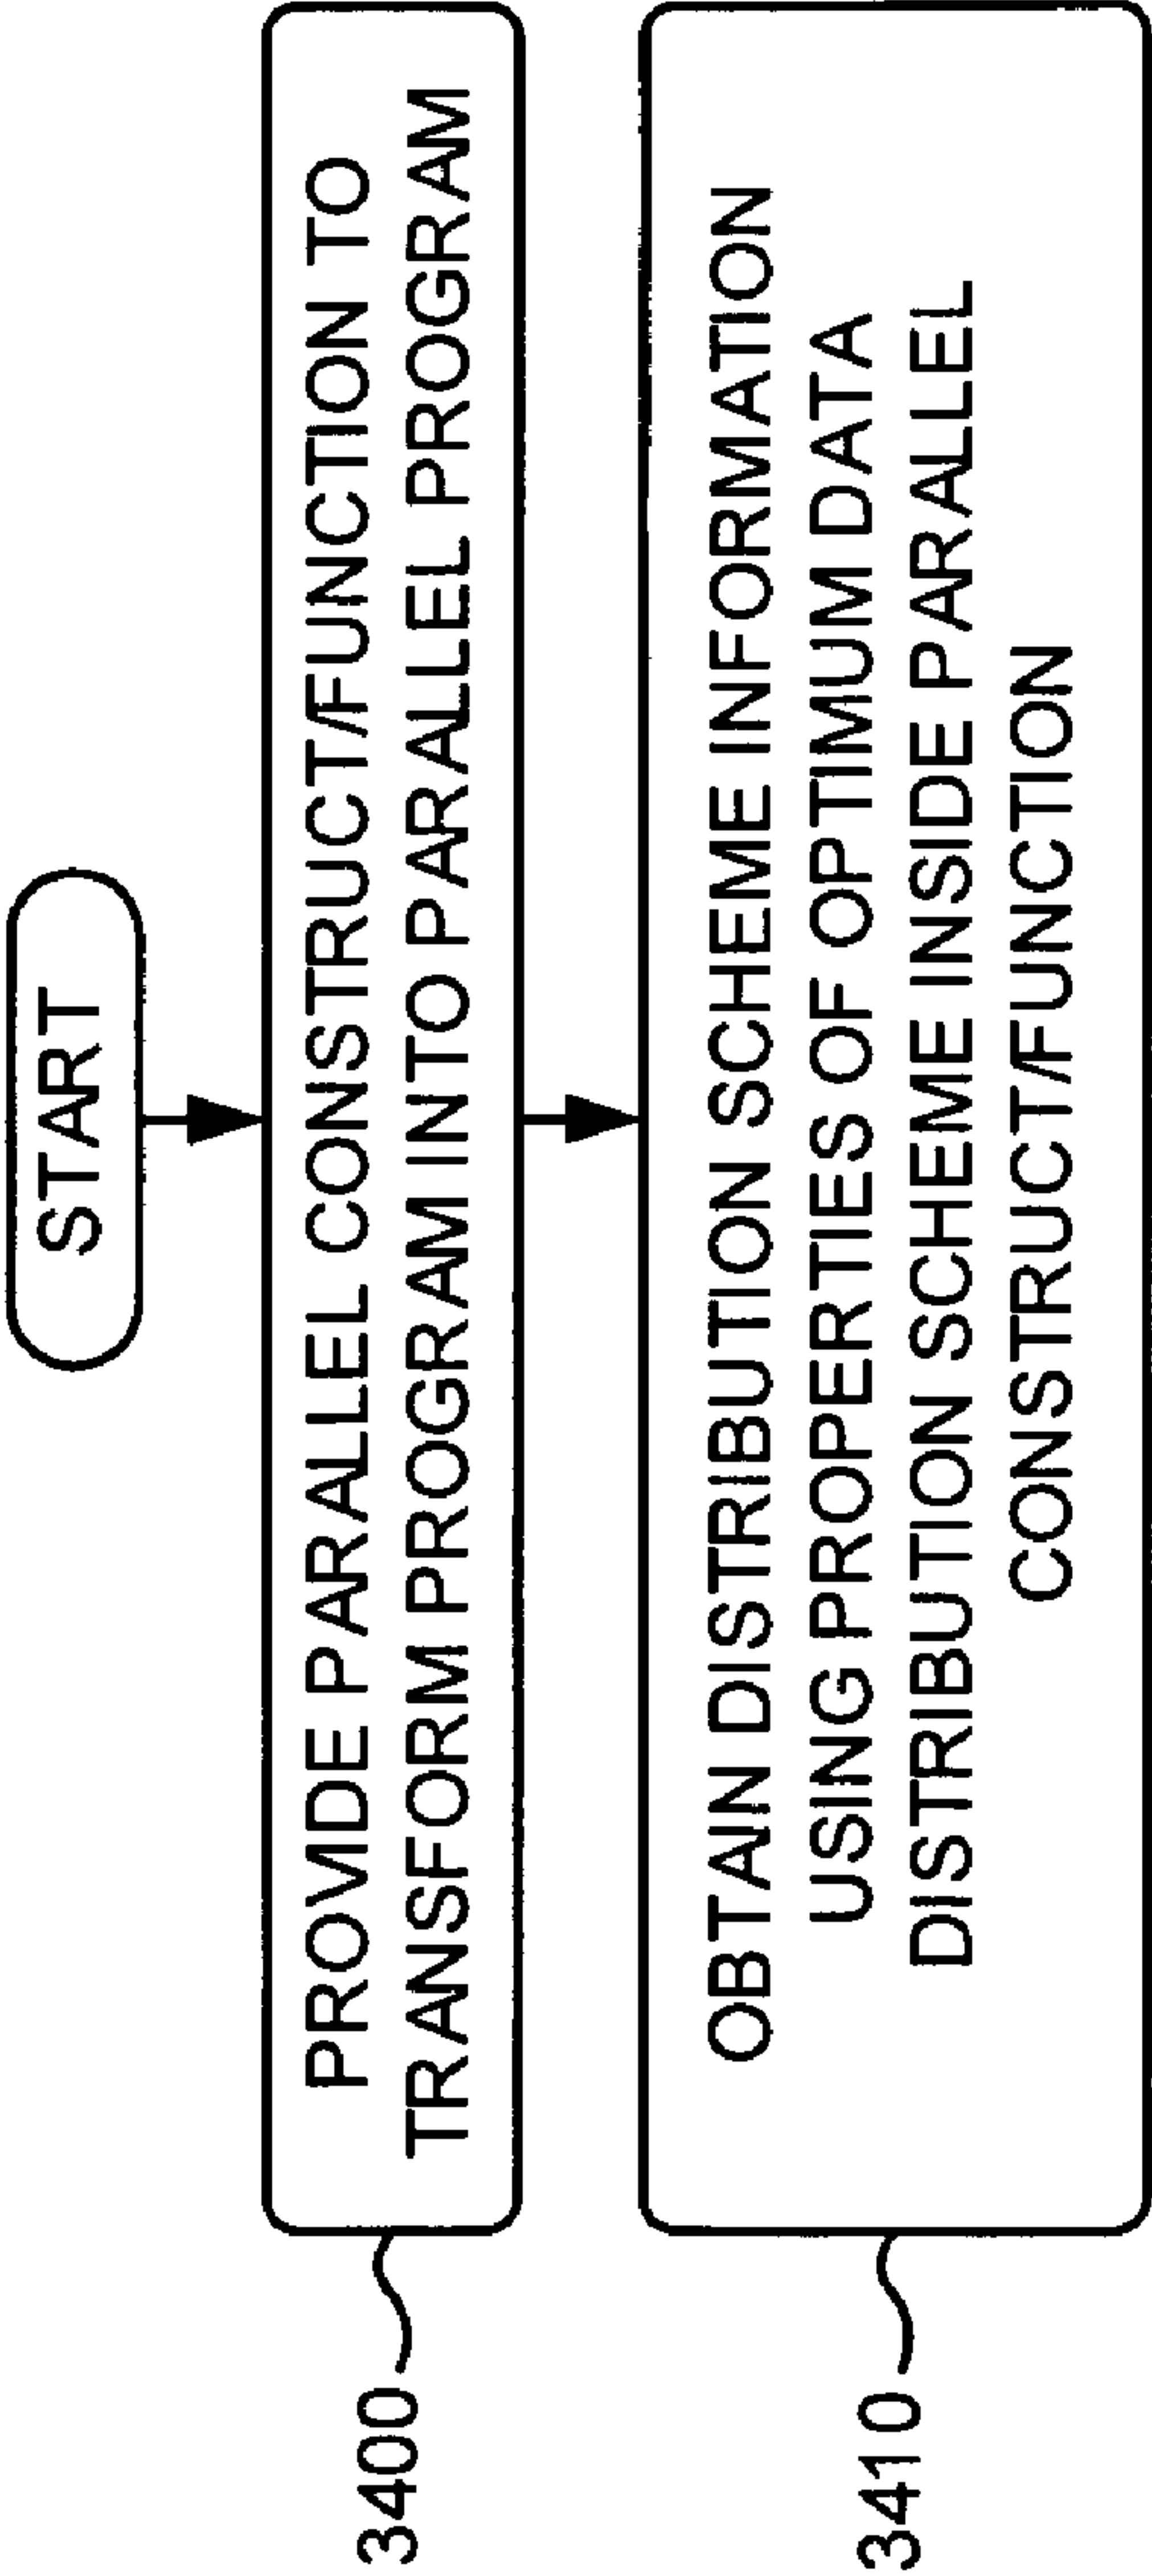 START
PROVIDE PARALLEL CONSTRUCT/FUNCTION TO
TRANSFORM PROGRAM INTO PARALLEL PROGRAM
3400
OBTAIN DISTRIBUTION SCHEME INFORMATION
USING PROPERTIES OF OPTIMUM DATA
DISTRIBUTION SCHEME INSIDE PARALLEL
CONSTRUCT/FUNCTION
3410